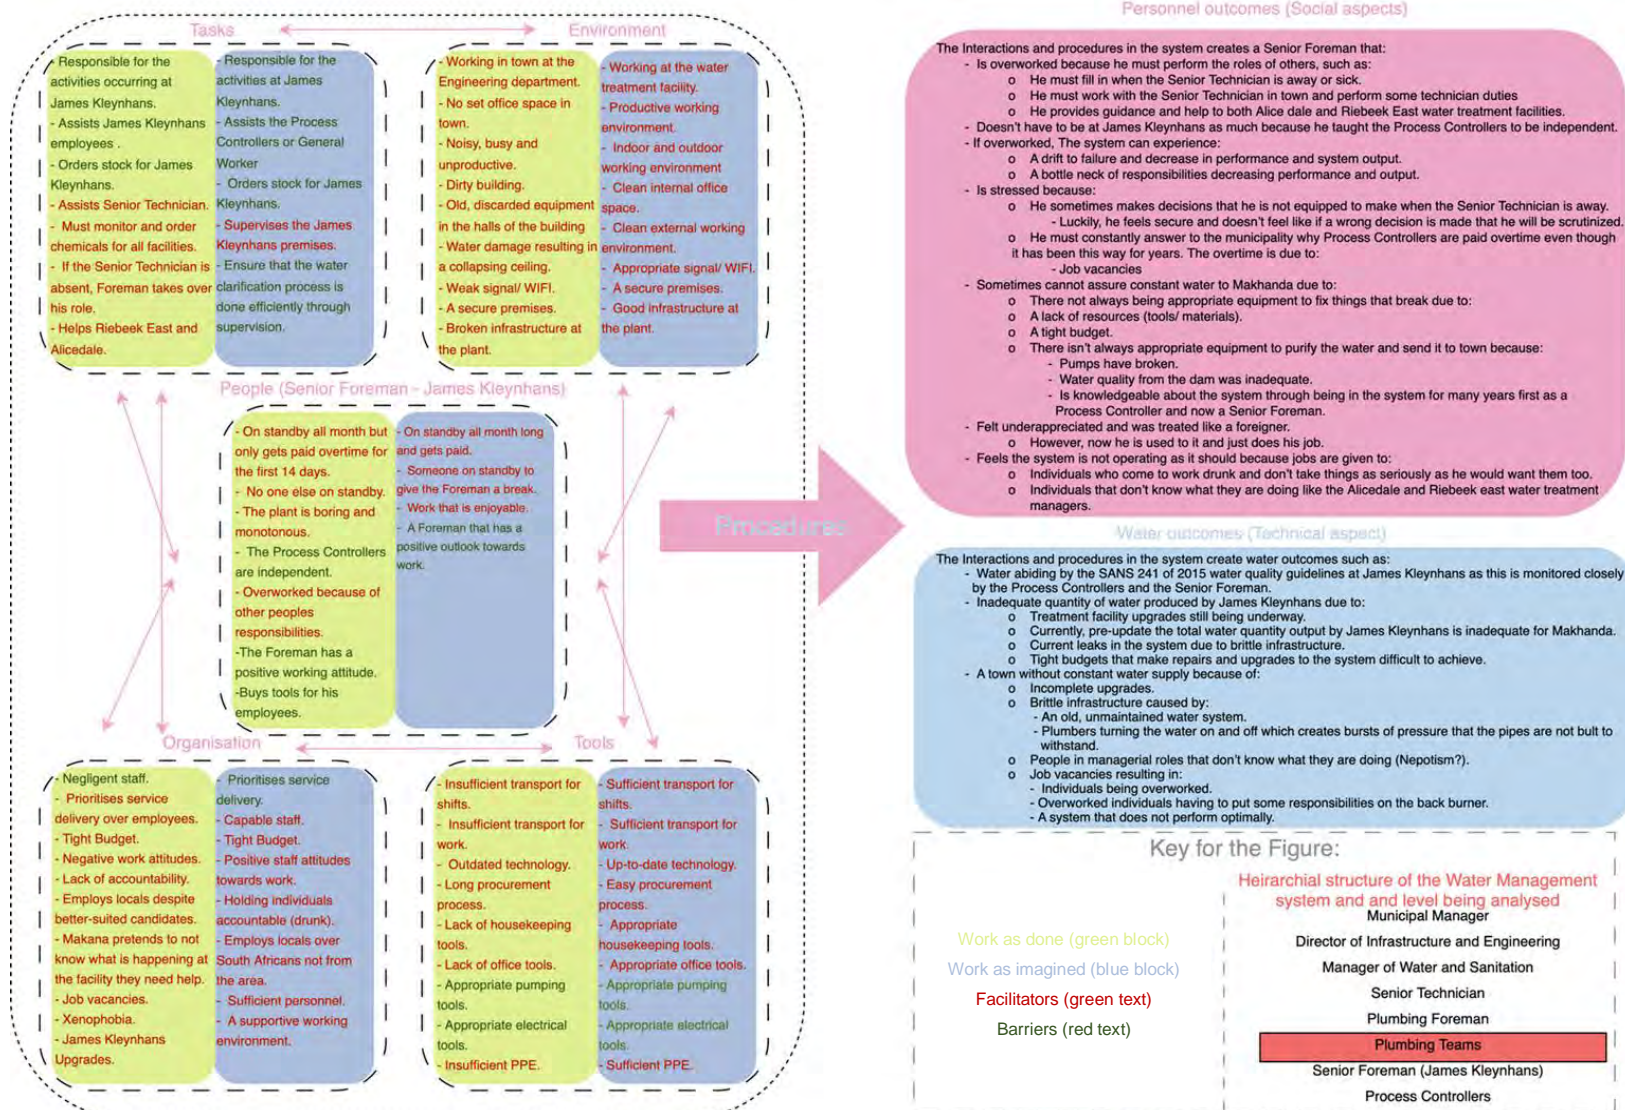 Tasks
- Responsible for the
activities occurring at
James Kleynhans.
- Assists James Kleynhans
employees .
- Orders stock for James
Kleynhans.
- Assists Senior Technician.
- Must monitor and order
chemicals for all facilities.
- If the Senior Technician is
absent, Foreman takes over
his role.
- Helps Riebeek East and
Alicedale.
- Responsible for the
activities at James
Kleynhans.
- Assists the Process
Controllers or General
Worker
- Orders stock for James
Kleynhans.
- Supervises the James
Kleynhans premises.
- Ensure that the water
clarification process is
done efficiently through
supervision.
Environment
- Working in town at the
Engineering department.
- No set office space in
town.
- Noisy, busy and
unproductive.
- Dirty building.
- Old, discarded equipment
in the halls of the building
- Water damage resulting in
a collapsing ceiling.
- Weak signal/ WIFI.
- A secure premises.
- Broken infrastructure at
the plant.
- Working at the water
treatment facility.
- Productive working
environment.
- Indoor and outdoor
working environment
- Clean internal office
space.
- Clean external working
environment.
- Appropriate signal/ WIFI.
- A secure premises.
- Good infrastructure at
the plant.
People (Senior Foreman - James Kleynhans)
- On standby all month but
only gets paid overtime for
the first 14 days.
- No one else on standby.
- The plant is boring and
monotonous.
- The Process Controllers
are independent.
- Overworked because of
other peoples
responsibilities.
-The Foreman has a
positive working attitude.
-Buys tools for his
employees.
- On standby all month long
and gets paid.
- Someone on standby to
give the Foreman a break.
- Work that is enjoyable.
- A Foreman that has a
positive outlook towards
work.
Organisation
- Negligent staff.
- Prioritises service
delivery over employees.
- Tight Budget.
- Negative work attitudes.
- Lack of accountability.
- Employs locals despite
better-suited candidates.
- Makana pretends to not
know what is happening at
the facility they need help.
- Job vacancies.
- Xenophobia.
- James Kleynhans
Upgrades.
- Prioritises service
delivery.
- Capable staff.
- Tight Budget.
- Positive staff attitudes
towards work.
- Holding individuals
accountable (drunk).
- Employs locals over
South Africans not from
the area.
- Sufficient personnel.
- A supportive working
environment.
Tools
- Insufficient transport for
shifts.
- Insufficient transport for
work.
- Outdated technology.
- Long procurement
process.
- Lack of housekeeping
tools.
- Lack of office tools.
- Appropriate pumping
tools.
- Appropriate electrical
tools.
- Insufficient PPE.
- Sufficient transport for
shifts.
- Sufficient transport for
work.
- Up-to-date technology.
- Easy procurement
process.
- Appropriate
housekeeping tools.
- Appropriate office tools.
- Appropriate pumping
tools.
- Appropriate electrical
tools.
- Sufficient PPE.
Procedures
Personnel outcomes (Social aspects)
The Interactions and procedures in the system creates a Senior Foreman that:
- Is overworked because he must perform the roles of others, such as:
o He must fill in when the Senior Technician is away or sick.
o He must work with the Senior Technician in town and perform some technician duties
o He provides guidance and help to both Alice dale and Riebeek East water treatment facilities.
- Doesn't have to be at James Kleynhans as much because he taught the Process Controllers to be independent.
- If overworked, The system can experience:
o A drift to failure and decrease in performance and system output.
o A bottle neck of responsibilities decreasing performance and output.
- Is stressed because:
o He sometimes makes decisions that he is not equipped to make when the Senior Technician is away.
- Luckily, he feels secure and doesn't feel like if a wrong decision is made that he will be scrutinized.
o He must constantly answer to the municipality why Process Controllers are paid overtime even though
it has been this way for years. The overtime is due to:
- Job vacancies
- Sometimes cannot assure constant water to Makhanda due to:
o There not always being appropriate equipment to fix things that break due to:
o A lack of resources (tools/ materials).
o A tight budget.
o There isn't always appropriate equipment to purify the water and send it to town because:
- Pumps have broken.
- Water quality from the dam was inadequate.
- Is knowledgeable about the system through being in the system for many years first as a
Process Controller and now a Senior Foreman.
- Felt underappreciated and was treated like a foreigner.
o However, now he is used to it and just does his job.
- Feels the system is not operating as it should because jobs are given to:
o Individuals who come to work drunk and don't take things as seriously as he would want them too.
o Individuals that don't know what they are doing like the Alicedale and Riebeek east water treatment
managers.
Water outcomes (Technical aspect)
The Interactions and procedures in the system create water outcomes such as:
- Water abiding by the SANS 241 of 2015 water quality guidelines at James Kleynhans as this is monitored closely
by the Process Controllers and the Senior Foreman.
- Inadequate quantity of water produced by James Kleynhans due to:
o Treatment facility upgrades still being underway.
o Currently, pre-update the total water quantity output by James Kleynhans is inadequate for Makhanda.
o Current leaks in the system due to brittle infrastructure.
o Tight budgets that make repairs and upgrades to the system difficult to achieve.
- A town without constant water supply because of:
o Incomplete upgrades.
o Brittle infrastructure caused by:
- An old, unmaintained water system.
- Plumbers turning the water on and off which creates bursts of pressure that the pipes are not bult to
withstand.
o People in managerial roles that don't know what they are doing (Nepotism?).
o Job vacancies resulting in:
- Individuals being overworked.
- Overworked individuals having to put some responsibilities on the back burner.
- A system that does not perform optimally.
Key for the Figure:
Work as done (green block)
Work as imagined (blue block)
Facilitators (green text)
Barriers (red text)
Heirarchial structure of the Water Management
system and and level being analysed
Municipal Manager
Director of Infrastructure and Engineering
Manager of Water and Sanitation
Senior Technician
Plumbing Foreman
Plumbing Teams
Senior Foreman (James Kleynhans)
Process Controllers